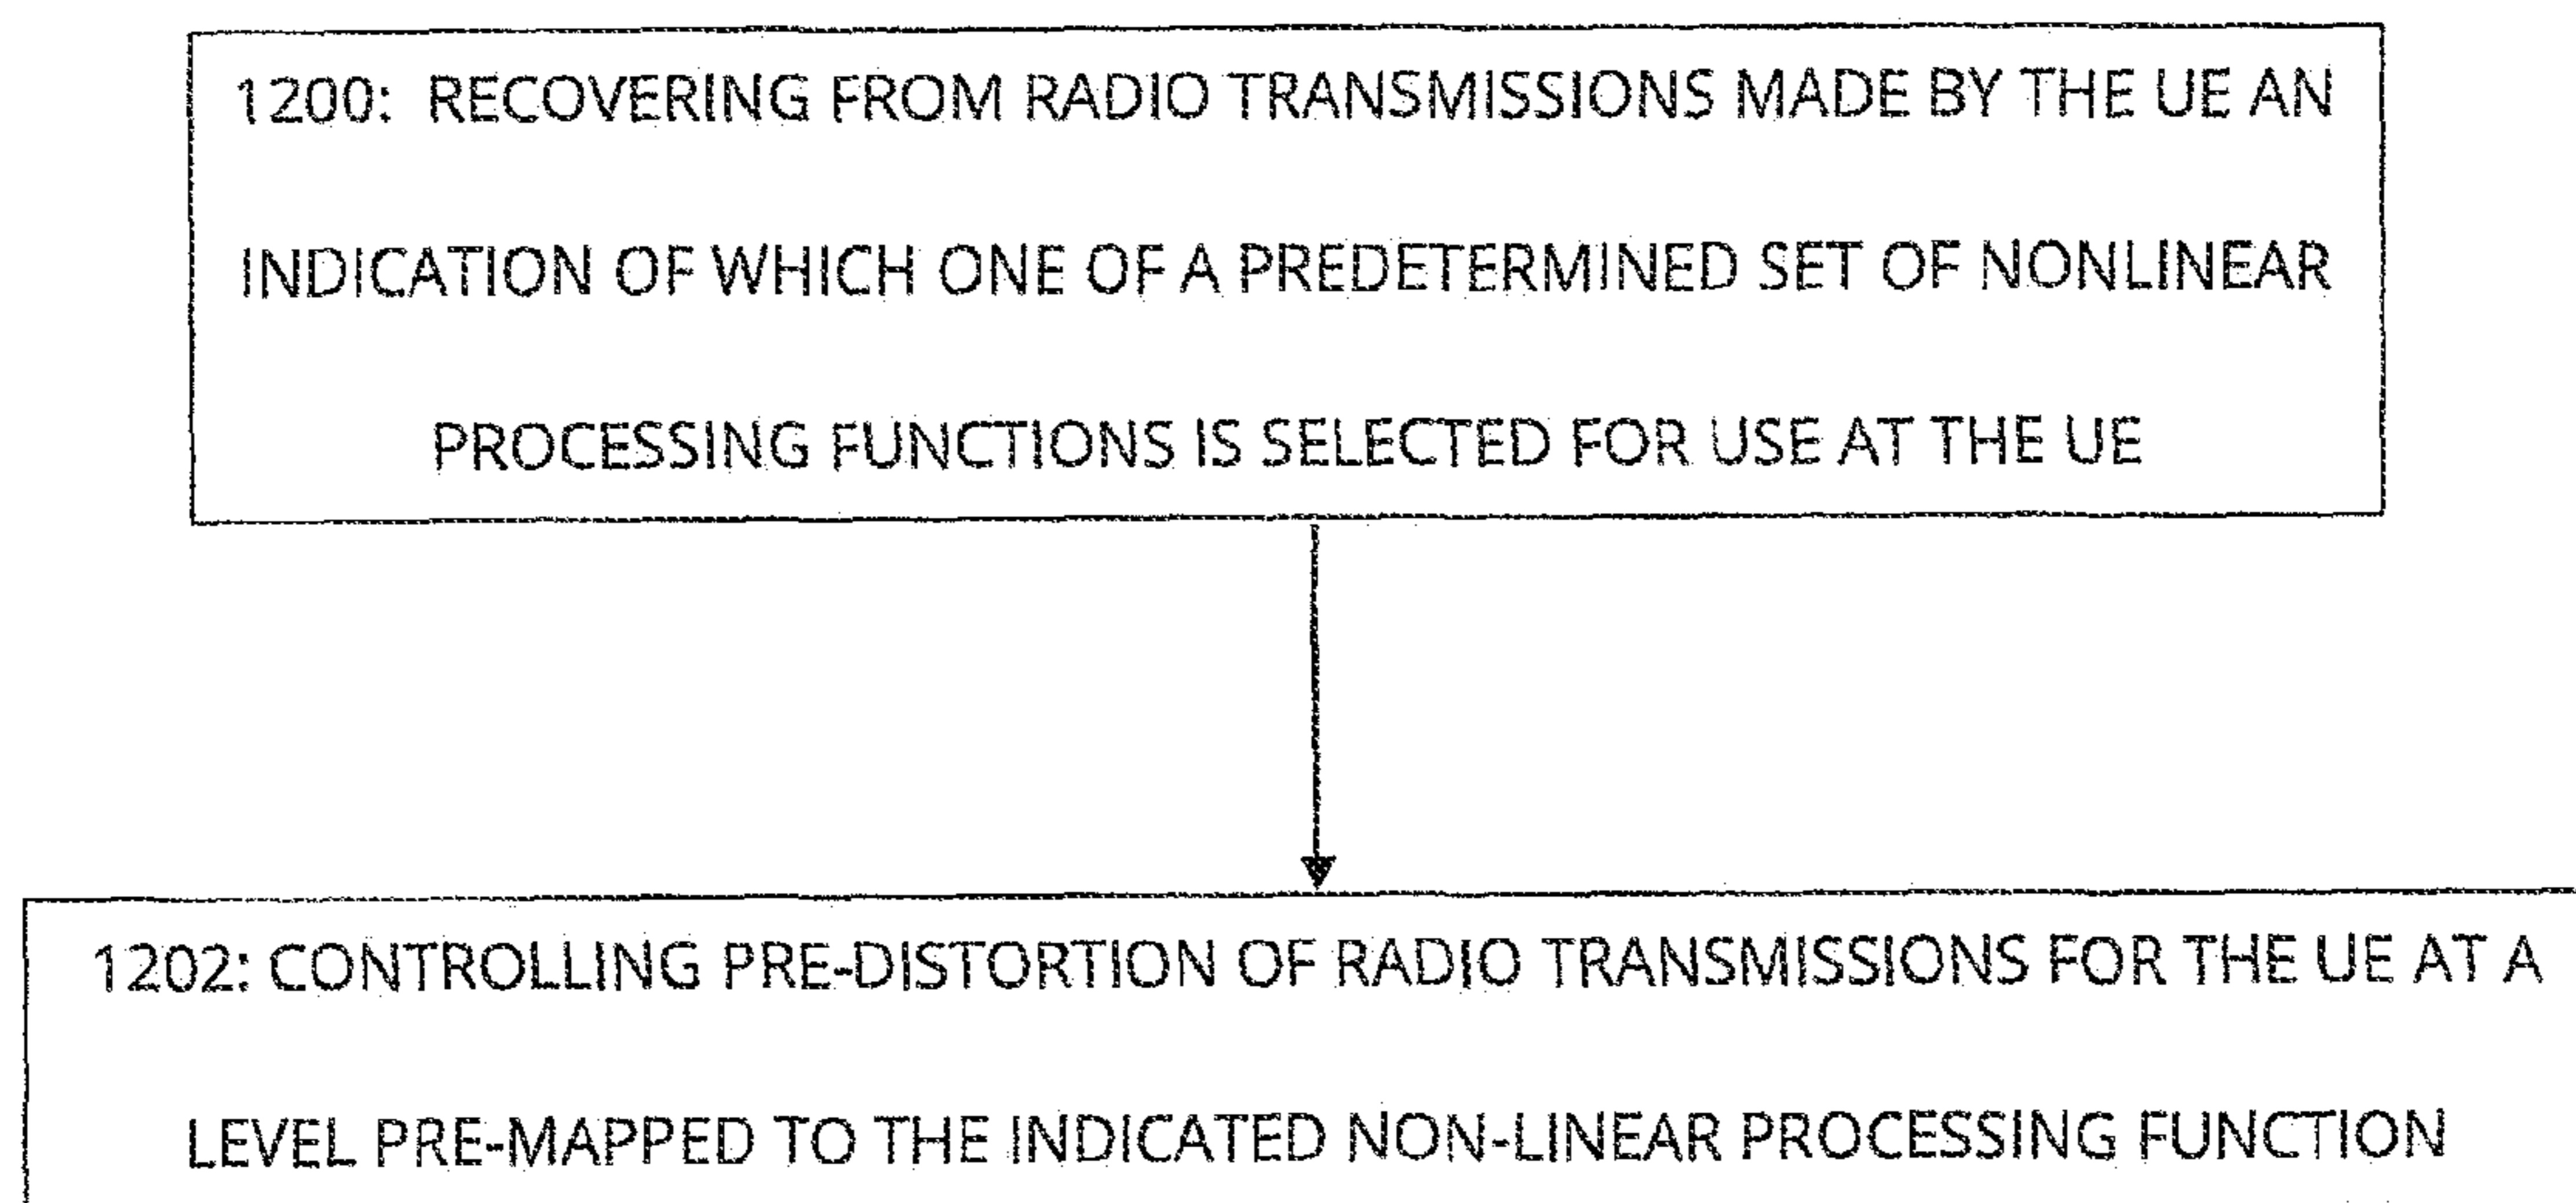 1200: RECOVERING FROM RADIO TRANSMISSIONS MADE BY THE UE AN
INDICATION OF WHICH ONE OF A PREDETERMINED SET OF NONLINEAR
PROCESSING FUNCTIONS IS SELECTED FOR USE AT THE UE
1202: CONTROLLING PRE-DISTORTION OF RADIO TRANSMISSIONS FOR THE UE AT A
LEVEL PRE-MAPPED TO THE INDICATED NON-LINEAR PROCESSING FUNCTION